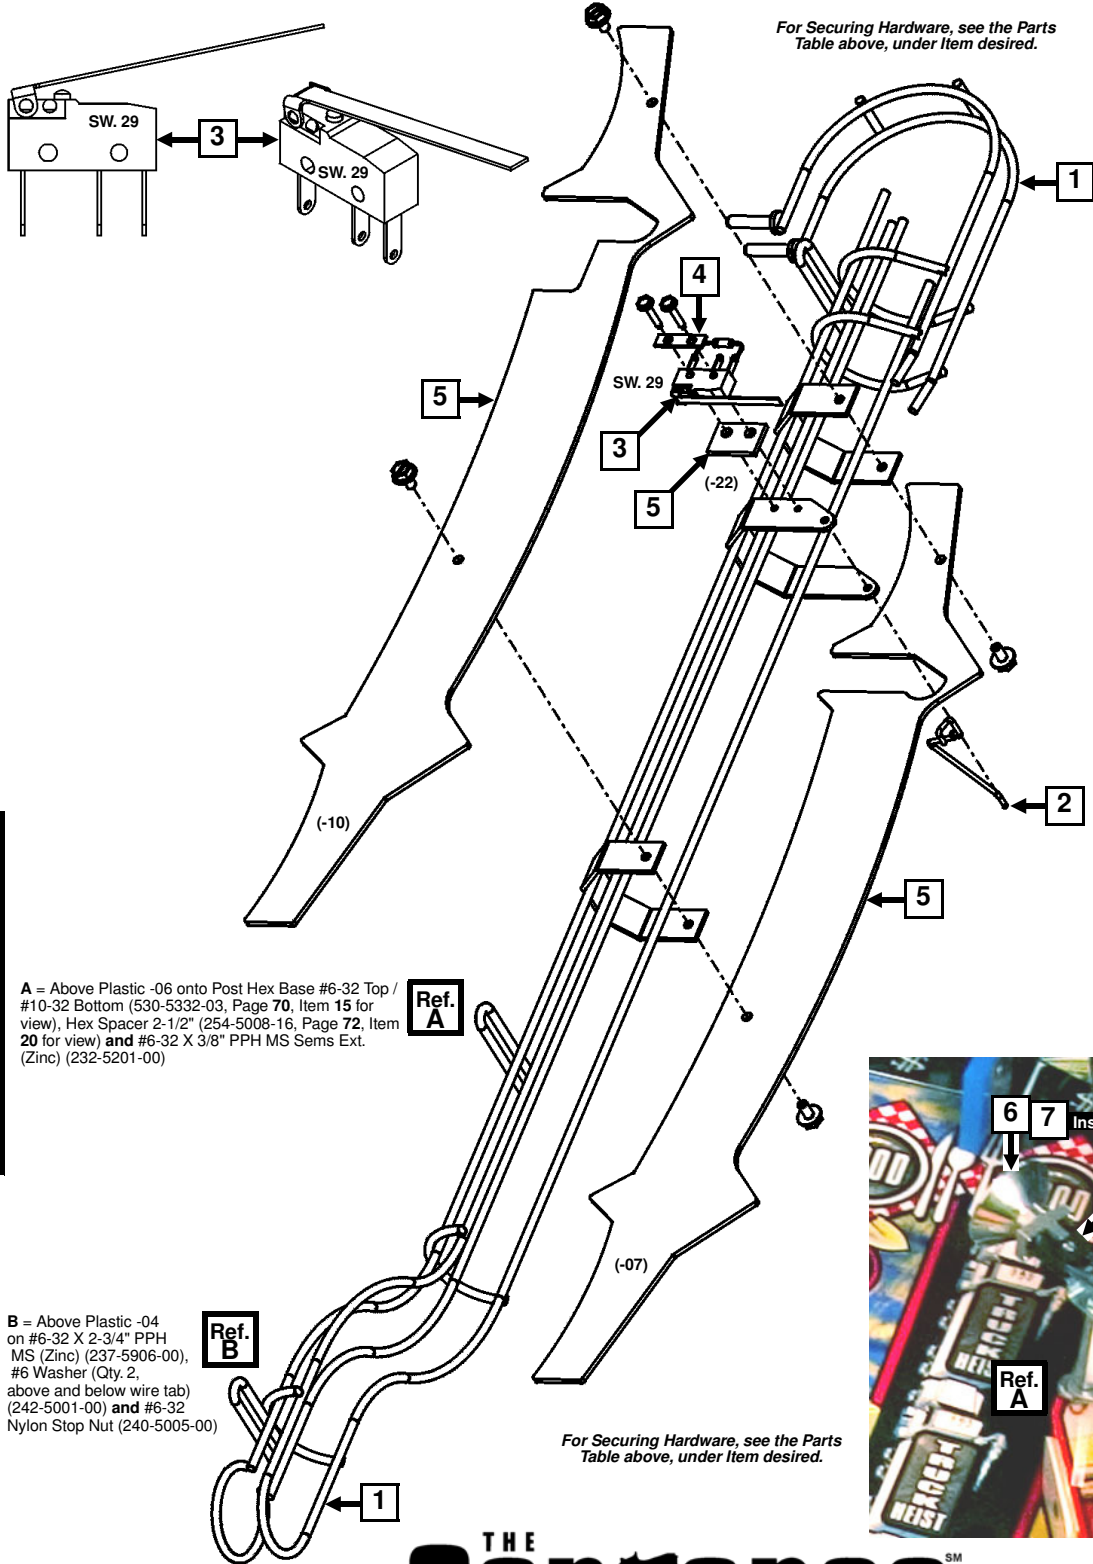 For Securing Hardware, see the Parts
Table above, under Item desired.
SW. 29
3
SW. 29
1
4
SW. 29
5
3
5
(-22)
2
(-10)
5
A = Above Plastic -06 onto Post Hex Base #6-32 Top /
#10-32 Bottom (530-5332-03, Page 70, Item 15 for
view), Hex Spacer 2-1/2" (254-5008-16, Page 72, Item
20 for view) and #6-32 X 3/8" PPH MS Sems Ext.
(Zinc) (232-5201-00)
Ref.
A
6
7
Ins
(-07)
TRUCK
HEIST
B = Above Plastic -04
on #6-32 X 2-3/4" PPH
MS (Zinc) (237-5906-00),
#6 Washer (Qty. 2,
above and below wire tab)
(242-5001-00) and #6-32
Nylon Stop Nut (240-5005-00)
Ref.
B
Ref.
A
TRUCK
HEIST
For Securing Hardware, see the Parts
Table above, under Item desired.
1
THE
SM